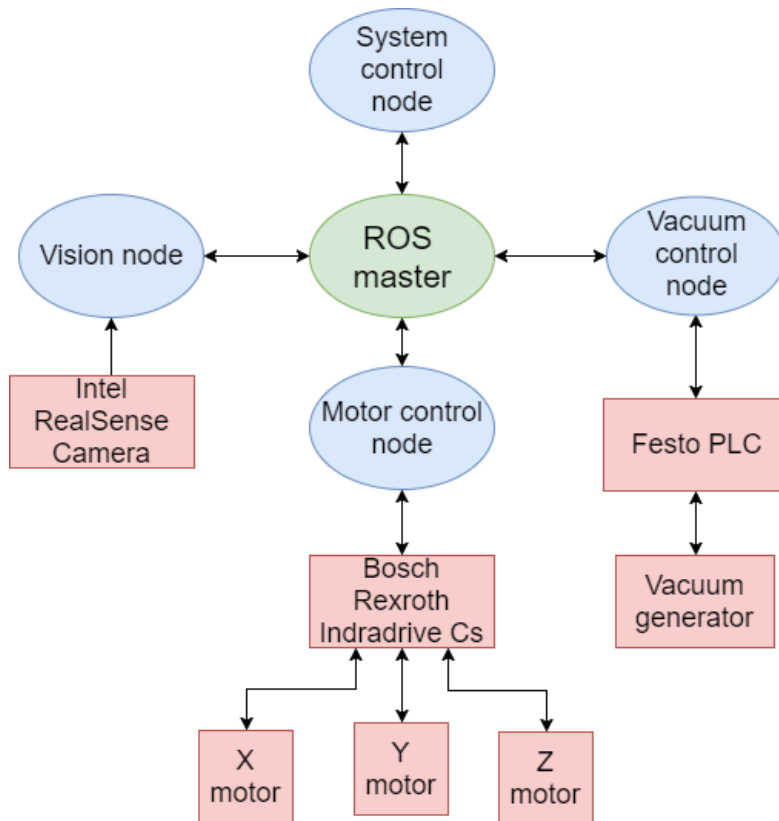 System
control
node
Vision node
ROS
master
Vacuum
control
node
Intel
RealSense
Camera
Motor control
node
Festo PLC
Bosch
Rexroth
Indradrive Cs
Vacuum
generator
X
motor
Y
motor
Z
motor